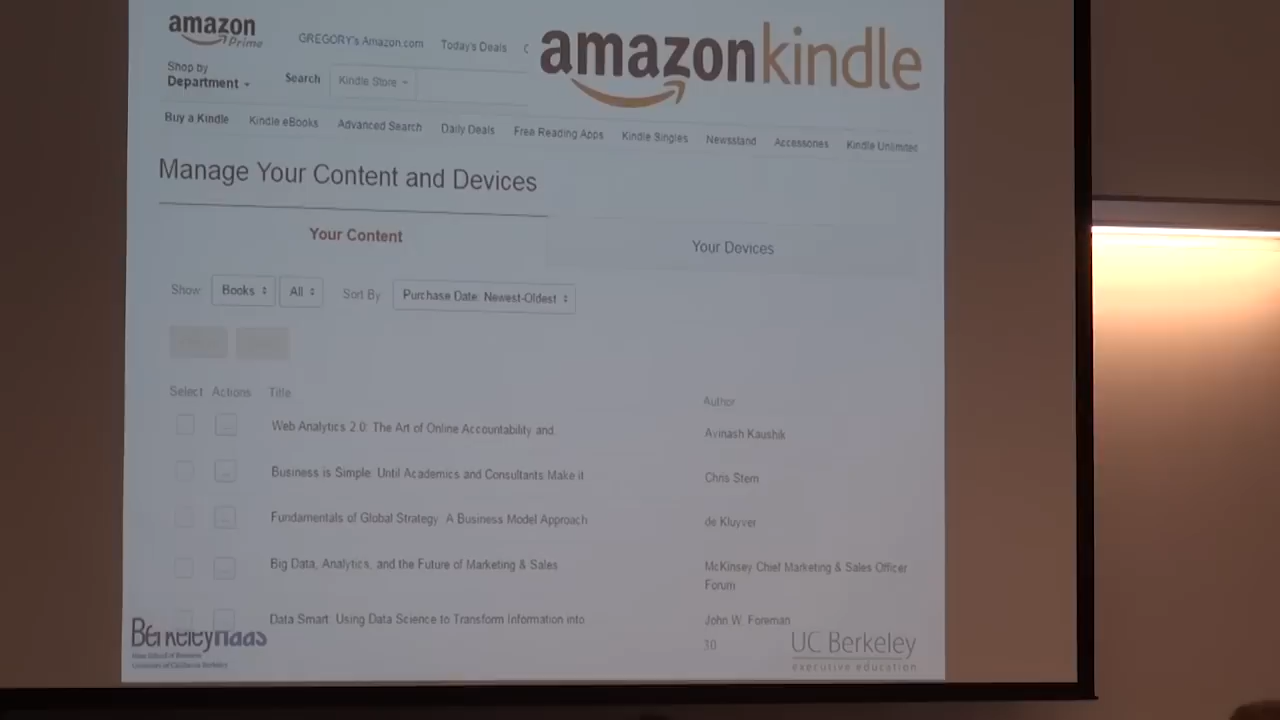 amazon
Prime
GREGORY's Amazon.com Today's Deals
amazonkindle
Shop by
Department
Search Kindle Store
Buy a Kindle Kindle eBooks Advanced Search Daily Deals Free Reading Apps Kindle Singles Newsstand Accessories Kindle Unlimited
Manage Your Content and Devices
Your Content Your Devices
Show: Books All Sort By Purchase Date: Newest-Oldest
Select Actions Title Author
... Web Analytics 2.0: The Art of Online Accountability and Avinash Kaushik
... Business is Simple: Until Academics and Consultants Make it Chris Stern
... Fundamentals of Global Strategy: A Business Model Approach de Kluyver
... Big Data, Analytics, and the Future of Marketing & Sales McKinsey Chief Marketing & Sales Officer
Forum
Data Smart: Using Data Science to Transform Information into John W. Foreman
BerkeleyHaas
University of California Berkeley
30
UC Berkeley
executive education